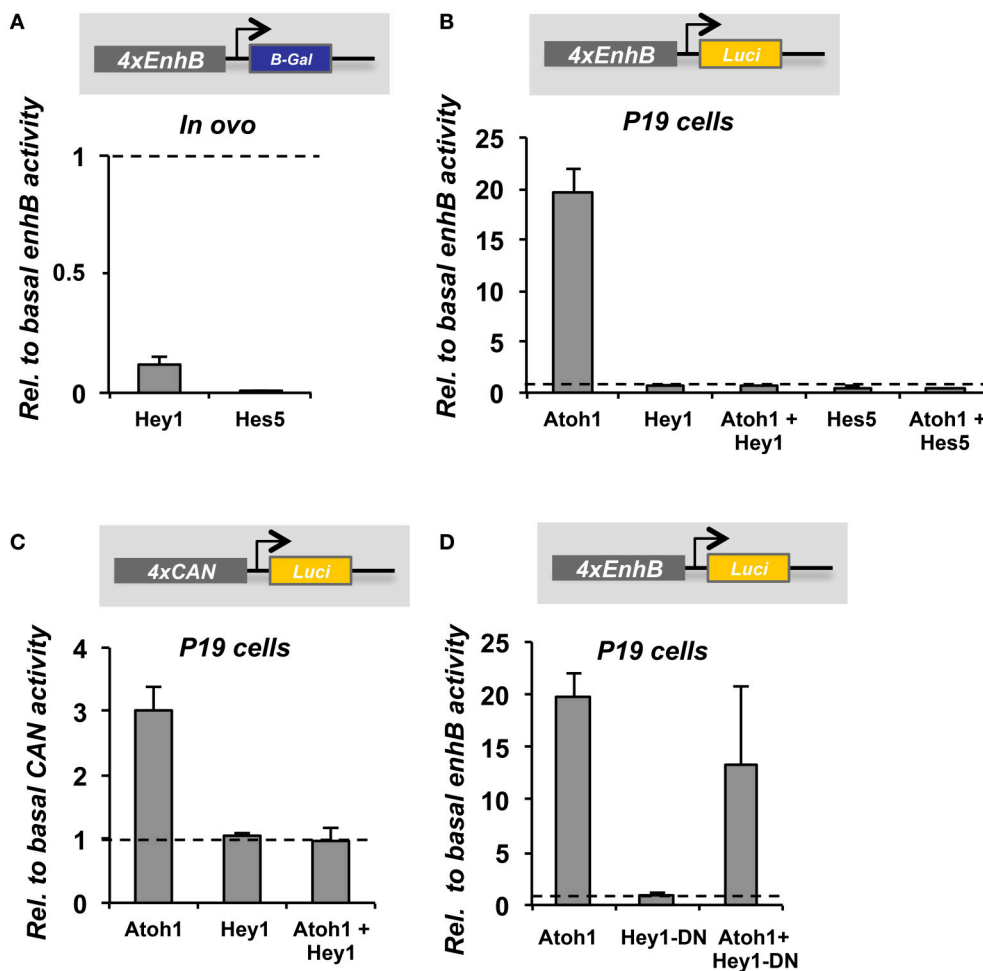 A
4xEnhB
B-Gal
In ovo
Rel. to basal enhB activity
1
0.5
0
Hey1
Hes5
B
4xEnhB
Luci
P19 cells
Rel. to basal enhB activity
25
20
15
10
5
0
Atoh1
Hey1
Atoh1 +
Hey1
Hes5
Atoh1 +
Hes5
C
4xCAN
Luci
P19 cells
Rel. to basal CAN activity
4
3
2
1
0
Atoh1
Hey1
Atoh1 +
Hey1
D
4xEnhB
Luci
P19 cells
Rel. to basal enhB activity
25
20
15
10
5
0
Atoh1
Hey1-DN
Atoh1+
Hey1-DN